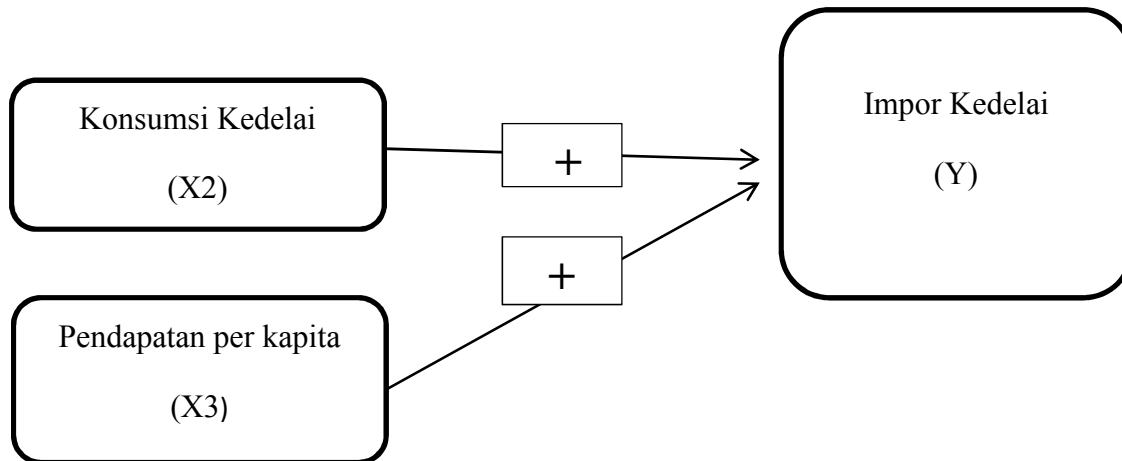 Konsumsi Kedelai
(X2)
+
Impor Kedelai
(Y)
+
Pendapatan per kapita
(X3)